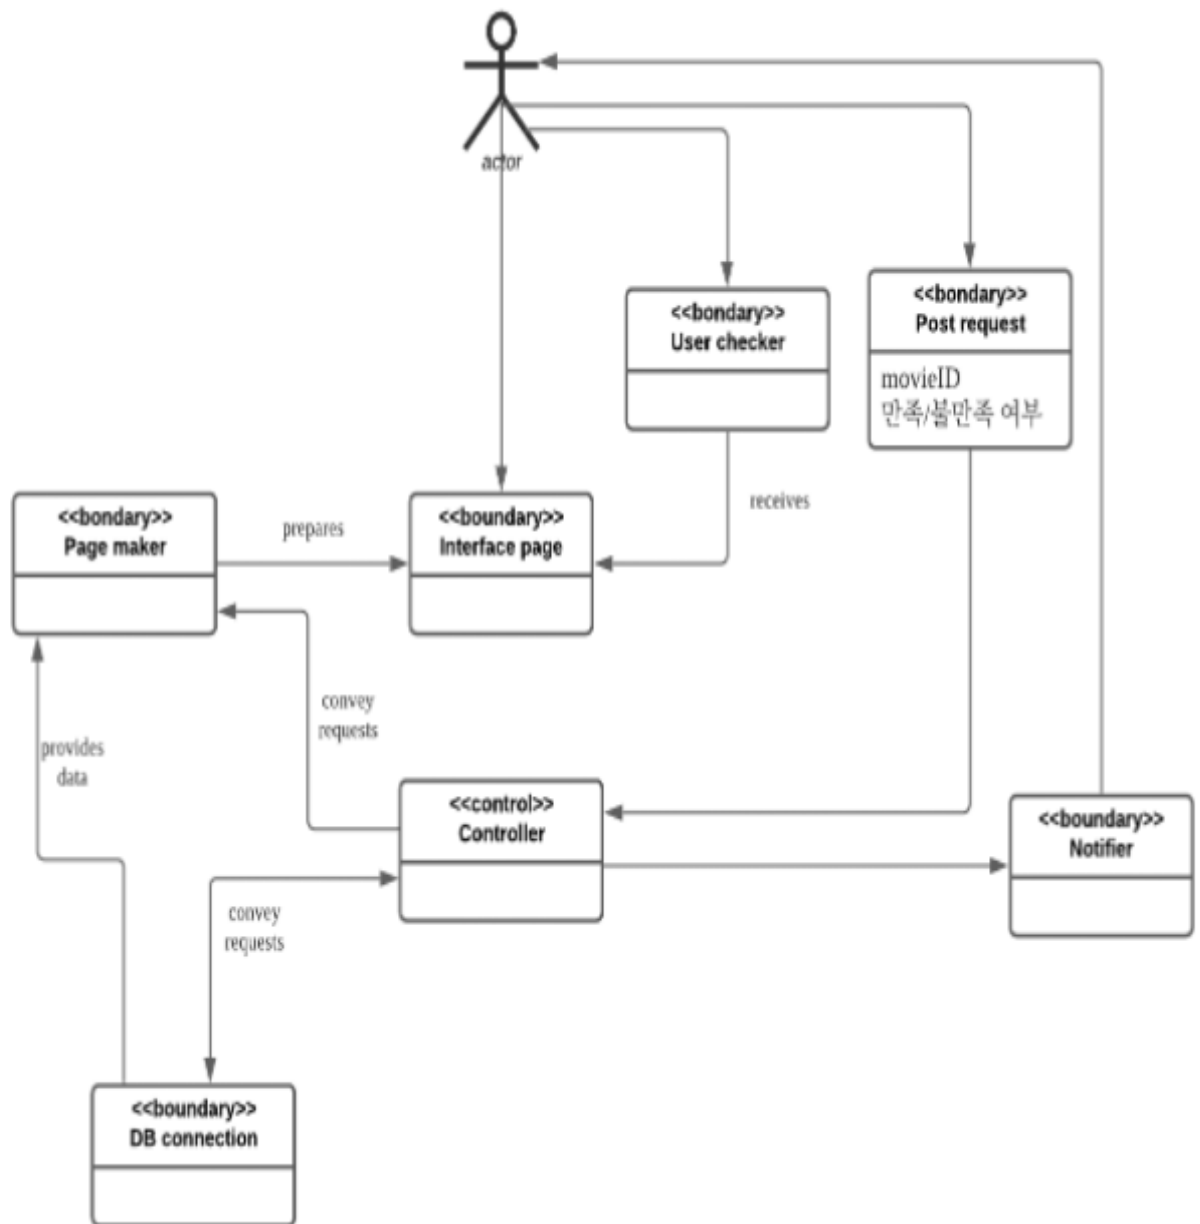 actor
<<bondary>>
User checker
<<bondary>>
Post request
movieID
만족/불만족 여부
receives
<<bondary>>
Page maker
prepares
<<boundary>>
Interface page
convey
requests
provides
data
<<control>>
Controller
<<boundary>>
Notifier
convey
requests
<<boundary>>
DB connection